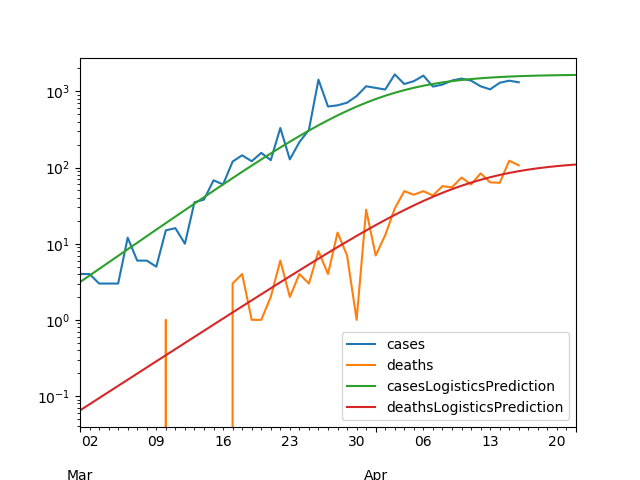 10³
10²
10¹
10⁰
10⁻¹
cases
deaths
casesLogisticsPrediction
deathsLogisticsPrediction
02 09 16 23 30 06 13 20
Mar Apr